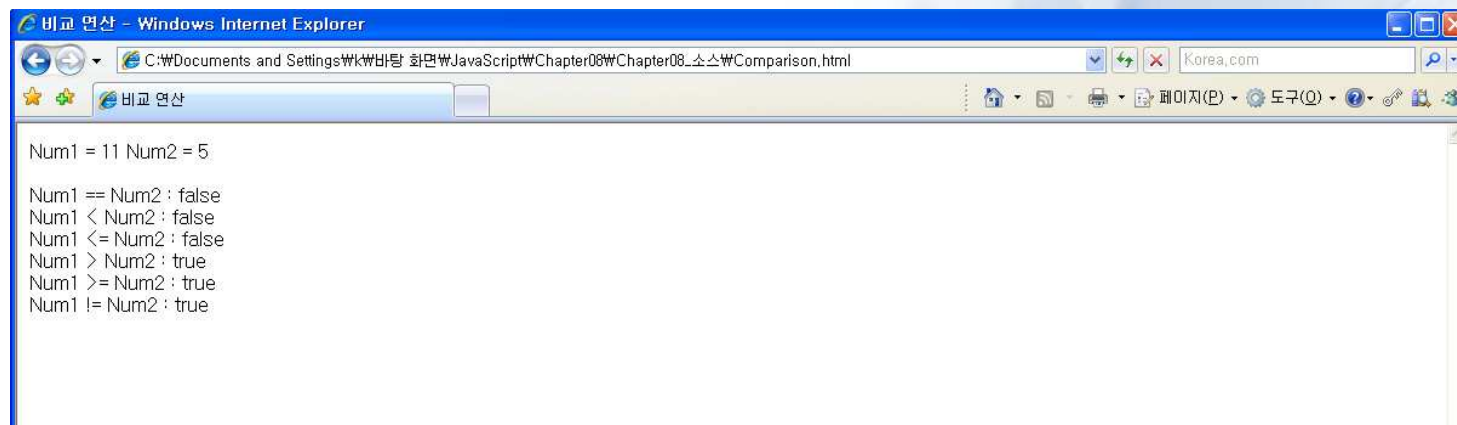 비교 연산 - Windows Internet Explorer
C:₩Documents and Settings₩k₩바탕 화면₩JavaScript₩Chapter08₩Chapter08_소스₩Comparison.html
Korea.com
비교 연산
페이지(P) 도구(O)
Num1 = 11 Num2 = 5
Num1 == Num2 : false
Num1 < Num2 : false
Num1 <= Num2 : false
Num1 > Num2 : true
Num1 >= Num2 : true
Num1 != Num2 : true